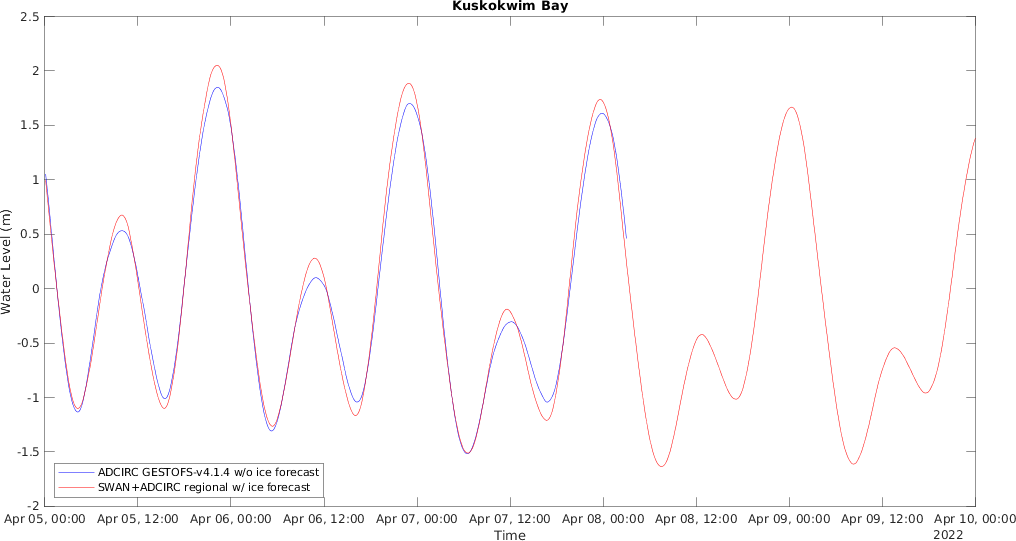 Kuskokwim Bay
2.5
2
1.5
1
0.5
0
-0.5
-1
-1.5
-2
Water Level (m)
ADCIRC GESTOFS-v4.1.4 w/o ice forecast
SWAN+ADCIRC regional w/ ice forecast
Apr 05, 00:00 Apr 05, 12:00 Apr 06, 00:00 Apr 06, 12:00 Apr 07, 00:00 Apr 07, 12:00 Apr 08, 00:00 Apr 08, 12:00 Apr 09, 00:00 Apr 09, 12:00 Apr 10, 00:00
Time
2022